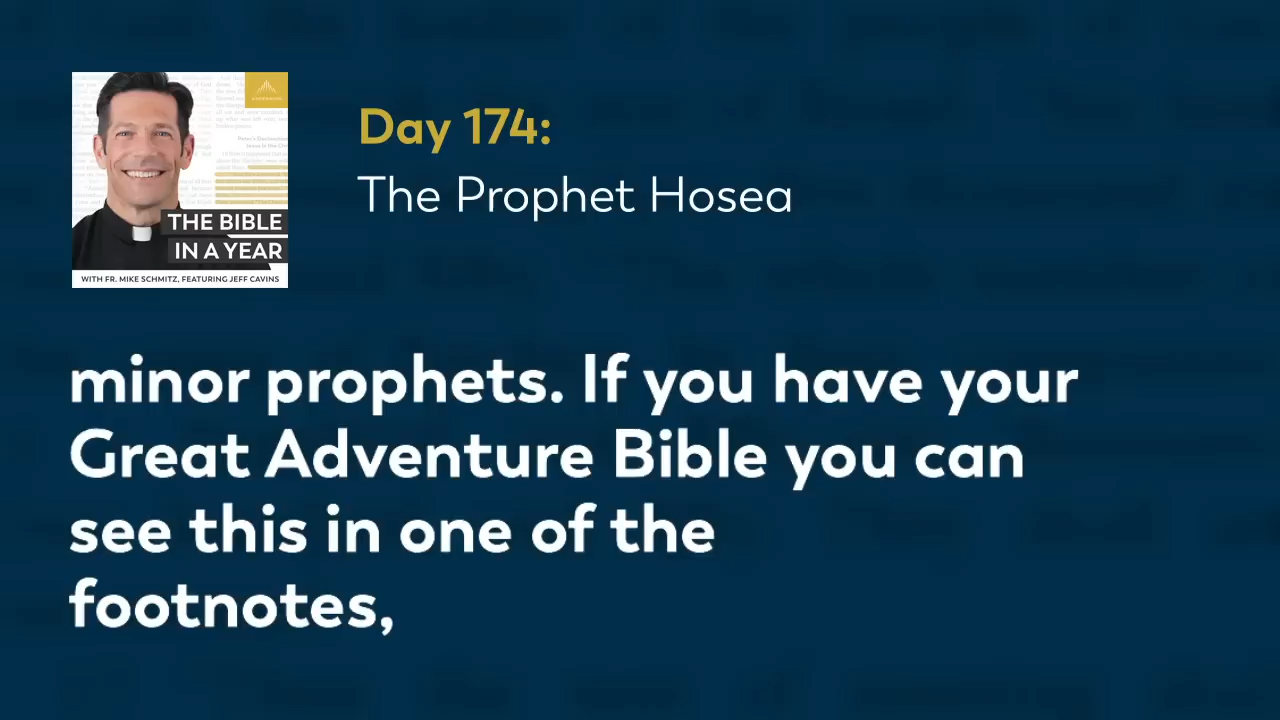 THE BIBLE
IN A YEAR
WITH FR. MIKE SCHMITZ, FEATURING JEFF CAVINS
Day 174:
The Prophet Hosea
minor prophets. If you have your
Great Adventure Bible you can
see this in one of the
footnotes,